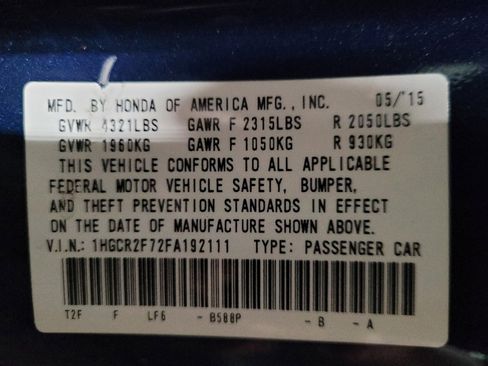 MFD. BY HONDA OF AMERICA MFG., INC. 05/'15
GVWR 4321LBS GAWR F 2315LBS R 2050LBS
GVWR 1960KG GAWR F 1050KG R 930KG
THIS VEHICLE CONFORMS TO ALL APPLICABLE
FEDERAL MOTOR VEHICLE SAFETY, BUMPER,
AND THEFT PREVENTION STANDARDS IN EFFECT
ON THE DATE OF MANUFACTURE SHOWN ABOVE.
V.I.N.: 1HGCR2F72FA192111 TYPE: PASSENGER CAR
T2F F LF6 - B588P - B - A